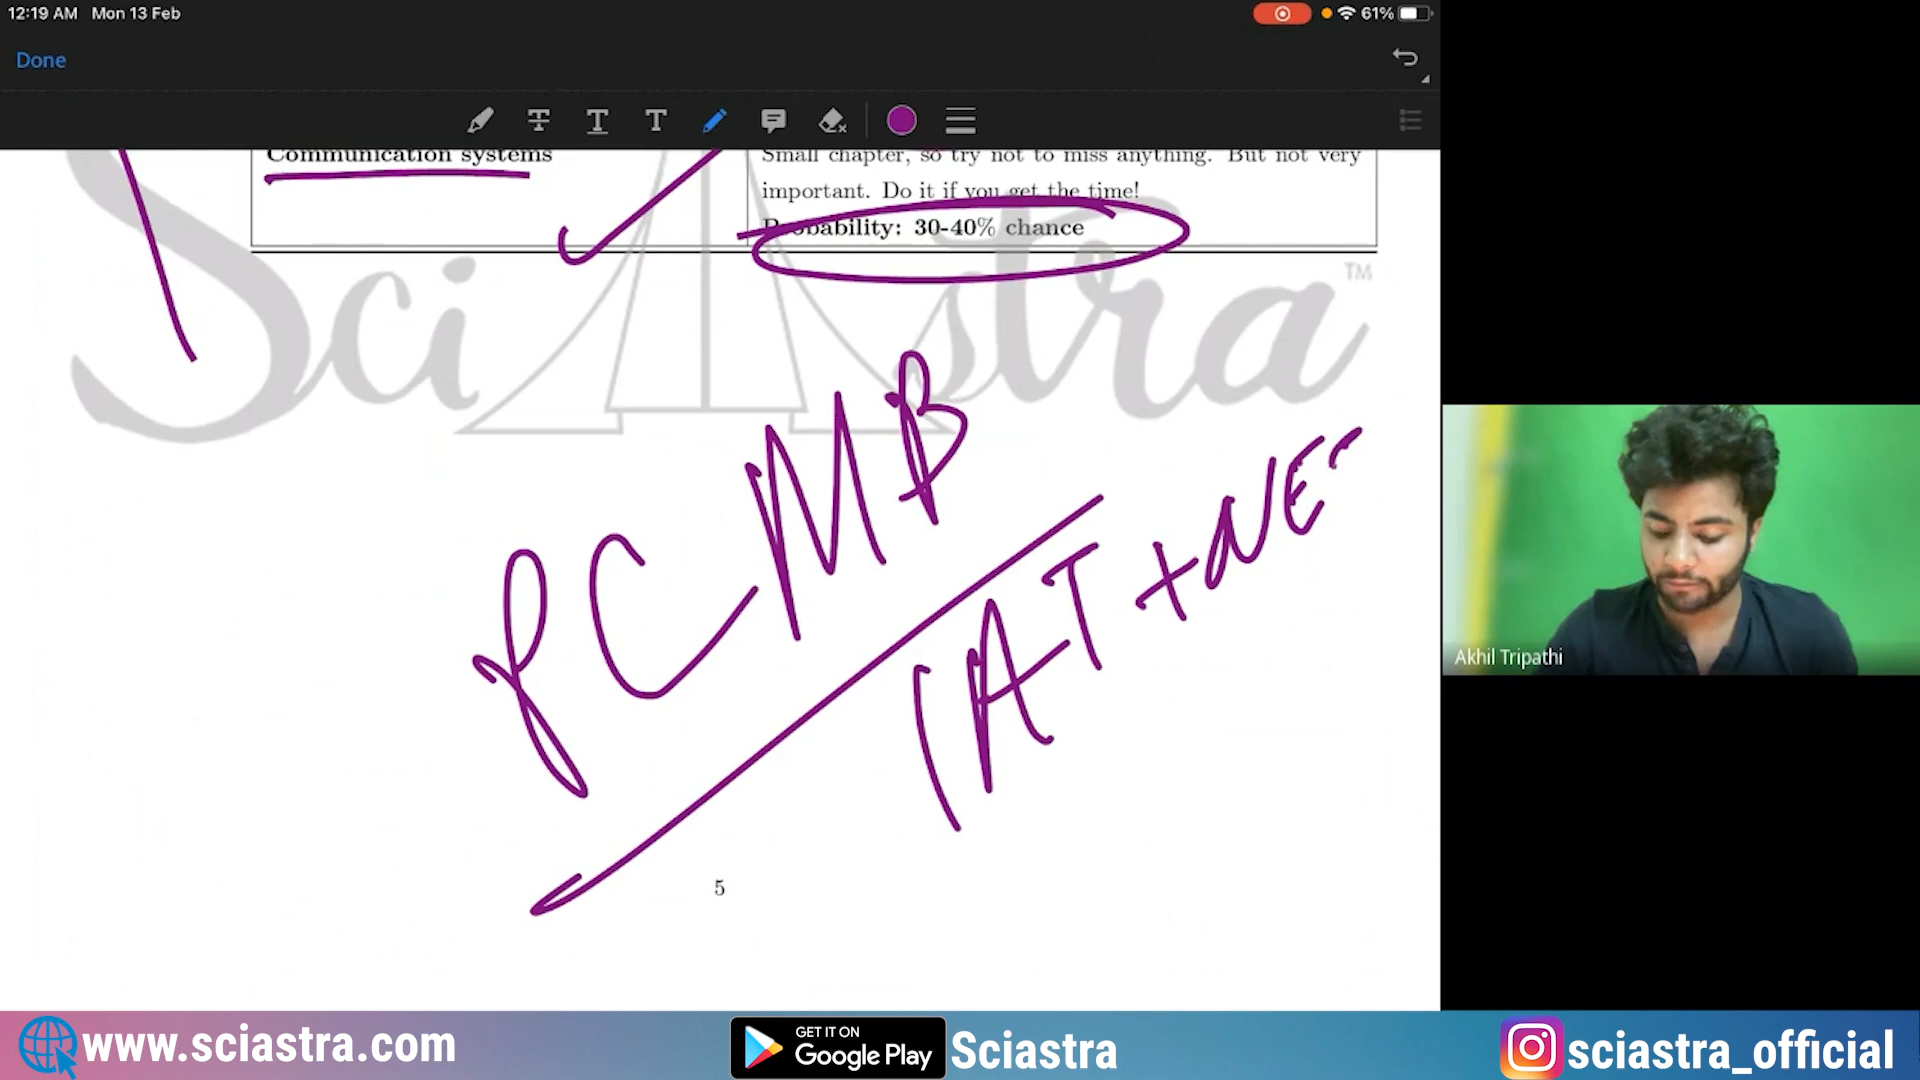 12:19 AM Mon 13 Feb
61%
Done
T T T
Communication systems
Small chapter, so try not to miss anything. But not very
important. Do it if you get the time!
Probability: 30-40% chance
SciAstra
TM
PCMB
IAT + NE
Akhil Tripathi
5
www.sciastra.com
GET IT ON
Google Play
Sciastra
sciastra_official